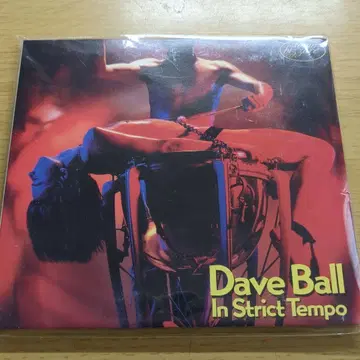 Dave Ball
In Strict Tempo